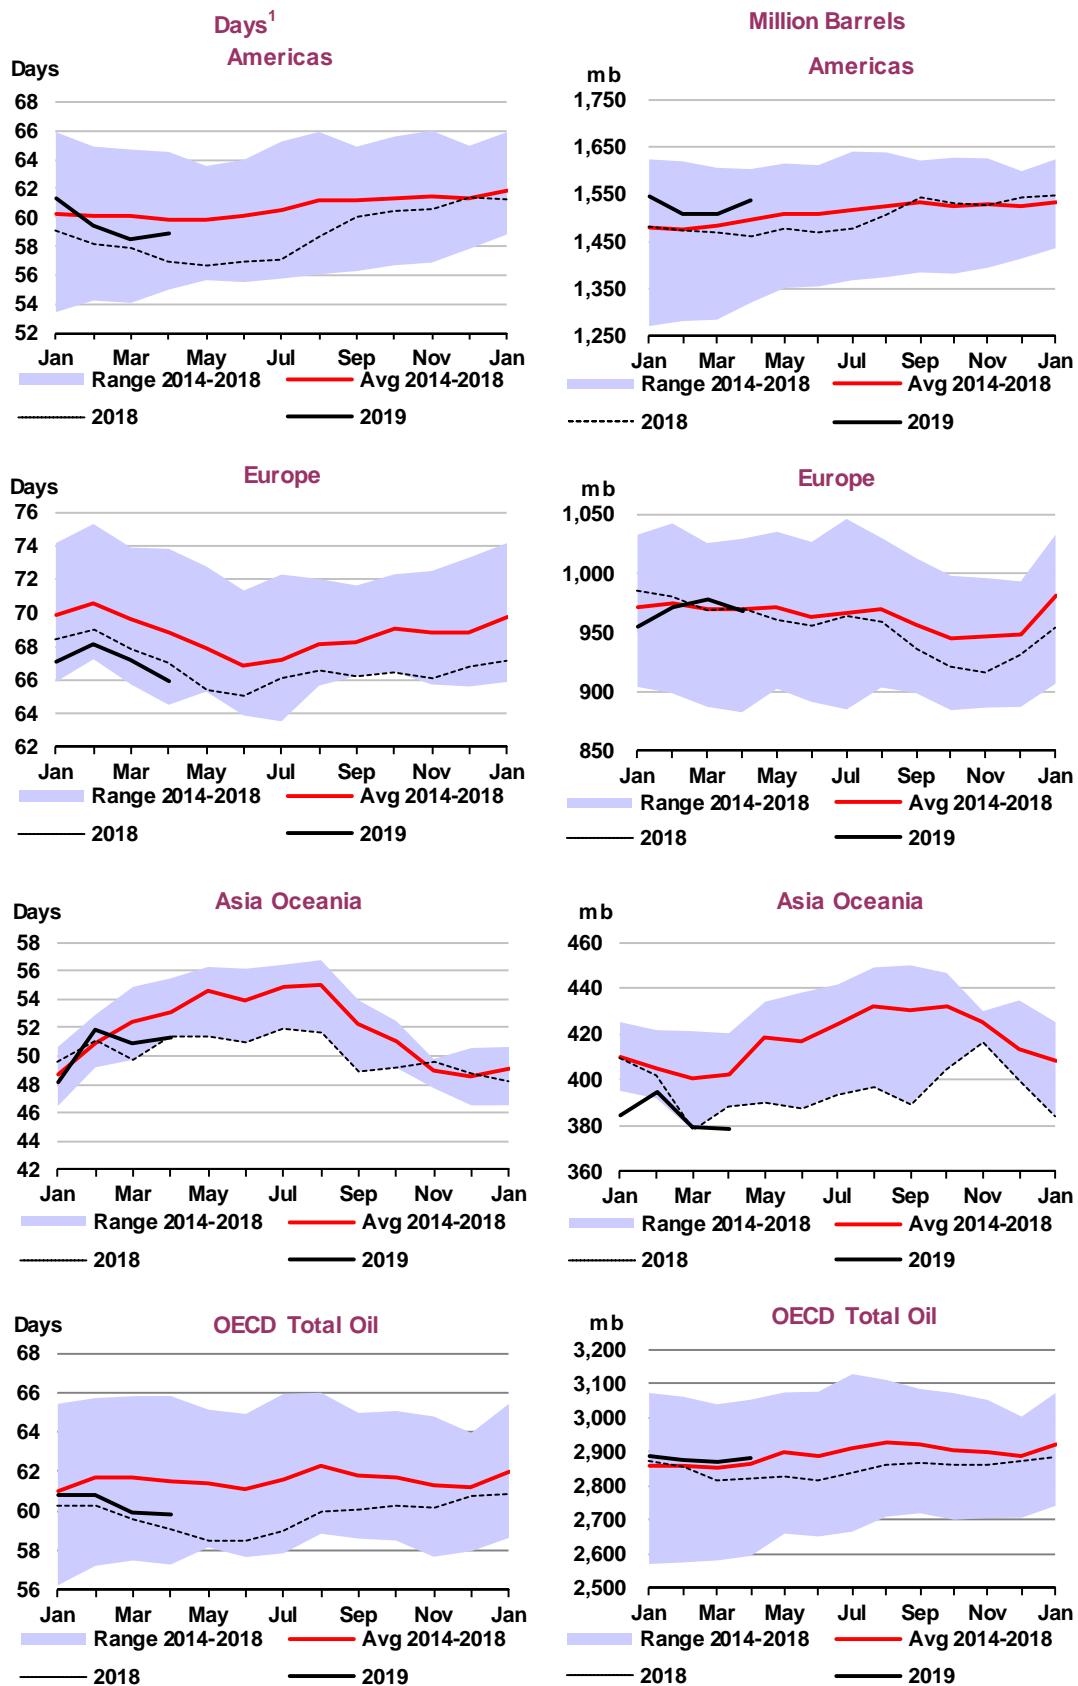 Days¹
Americas
Days
68
66
64
62
60
58
56
54
52
Jan Mar May Jul Sep Nov Jan
Range 2014-2018 Avg 2014-2018
2018 2019
Million Barrels
Americas
mb
1,750
1,650
1,550
1,450
1,350
1,250
Jan Mar May Jul Sep Nov Jan
Range 2014-2018 Avg 2014-2018
2018 2019
Europe
Days
76
74
72
70
68
66
64
62
Jan Mar May Jul Sep Nov Jan
Range 2014-2018 Avg 2014-2018
2018 2019
Europe
mb
1,050
1,000
950
900
850
Jan Mar May Jul Sep Nov Jan
Range 2014-2018 Avg 2014-2018
2018 2019
Asia Oceania
Days
58
56
54
52
50
48
46
44
42
Jan Mar May Jul Sep Nov Jan
Range 2014-2018 Avg 2014-2018
2018 2019
Asia Oceania
mb
460
440
420
400
380
360
Jan Mar May Jul Sep Nov Jan
Range 2014-2018 Avg 2014-2018
2018 2019
OECD Total Oil
Days
68
66
64
62
60
58
56
Jan Mar May Jul Sep Nov Jan
Range 2014-2018 Avg 2014-2018
2018 2019
OECD Total Oil
mb
3,200
3,100
3,000
2,900
2,800
2,700
2,600
2,500
Jan Mar May Jul Sep Nov Jan
Range 2014-2018 Avg 2014-2018
2018 2019